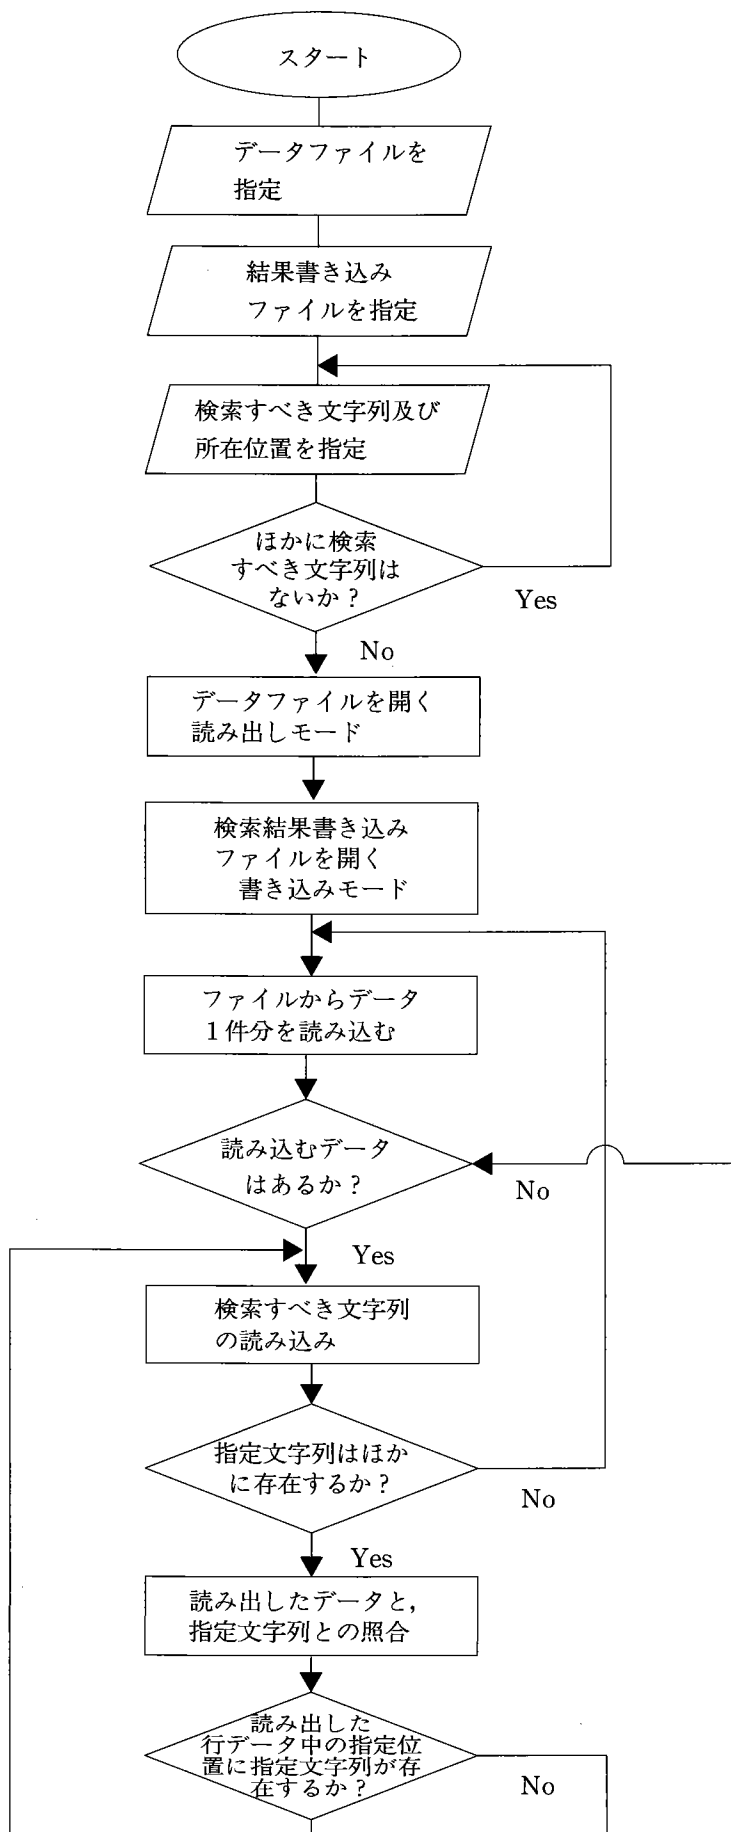 スタート
データファイルを
指定
結果書き込み
ファイルを指定
検索すべき文字列及び
所在位置を指定
ほかに検索
すべき文字列は
ないか？
Yes
No
データファイルを開く
読み出しモード
検索結果書き込み
ファイルを開く
書き込みモード
ファイルからデータ
1件分を読み込む
読み込むデータ
はあるか？
No
Yes
検索すべき文字列
の読み込み
指定文字列はほか
に存在するか？
No
Yes
読み出したデータと，
指定文字列との照合
読み出した
行データ中の指定位
置に指定文字列が存
在するか？
No